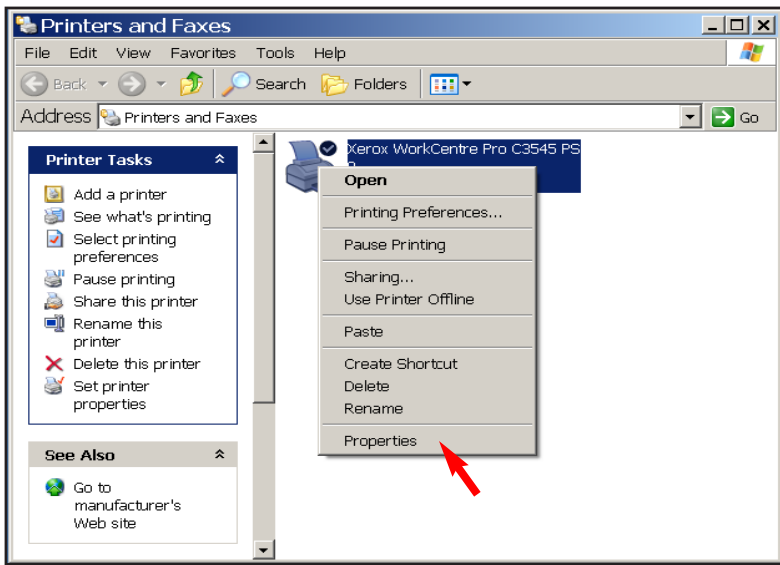 Printers and Faxes
File Edit View Favorites Tools Help
Back Search Folders
Address Printers and Faxes Go
Printer Tasks
Add a printer
See what's printing
Select printing
preferences
Pause printing
Share this printer
Rename this
printer
Delete this printer
Set printer
properties
See Also
Go to
manufacturer's
Web site
Xerox WorkCentre Pro C3545 PS
Open
Printing Preferences...
Pause Printing
Sharing...
Use Printer Offline
Paste
Create Shortcut
Delete
Rename
Properties